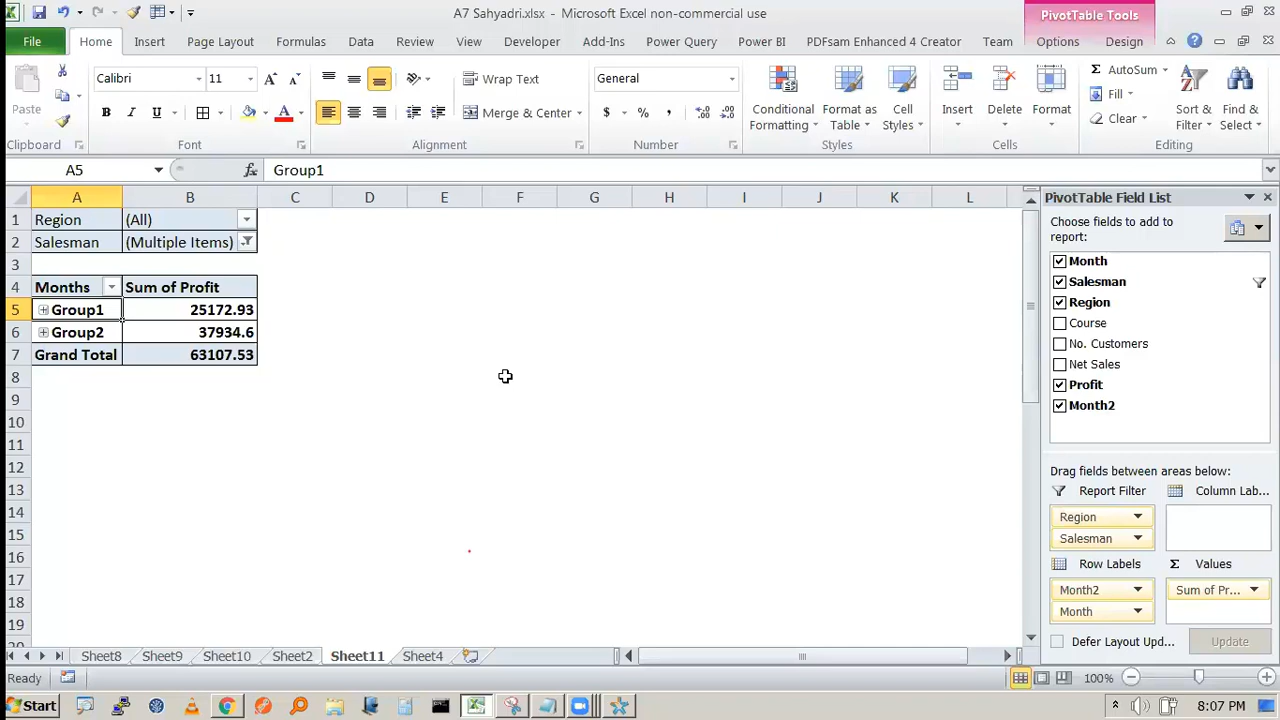 A7 Sahyadri.xlsx - Microsoft Excel non-commercial use
PivotTable Tools
File Home Insert Page Layout Formulas Data Review View Developer Add-Ins Power Query Power BI PDFsam Enhanced 4 Creator Team Options Design
Paste
Calibri 11
B I U A
Wrap Text
Merge & Center
General
$ % ,
Conditional Formatting
Format as Table
Cell Styles
Insert
Delete
Format
AutoSum
Fill
Clear
Sort & Filter
Find & Select
Clipboard Font Alignment Number Styles Cells Editing
A5 fx Group1
A B C D E F G H I J K L
1 Region (All)
2 Salesman (Multiple Items)
3
4 Months Sum of Profit
5 Group1 25172.93
6 Group2 37934.6
7 Grand Total 63107.53
8
9
10
11
12
13
14
15
16
17
18
19
PivotTable Field List
Choose fields to add to
report:
Month
Salesman
Region
Course
No. Customers
Net Sales
Profit
Month2
Drag fields between areas below:
Report Filter Column Lab...
Region
Salesman
Row Labels Σ Values
Month2 Sum of Pr...
Month
Defer Layout Upd... Update
Sheet8 Sheet9 Sheet10 Sheet2 Sheet11 Sheet4
Ready 100%
Start 8:07 PM